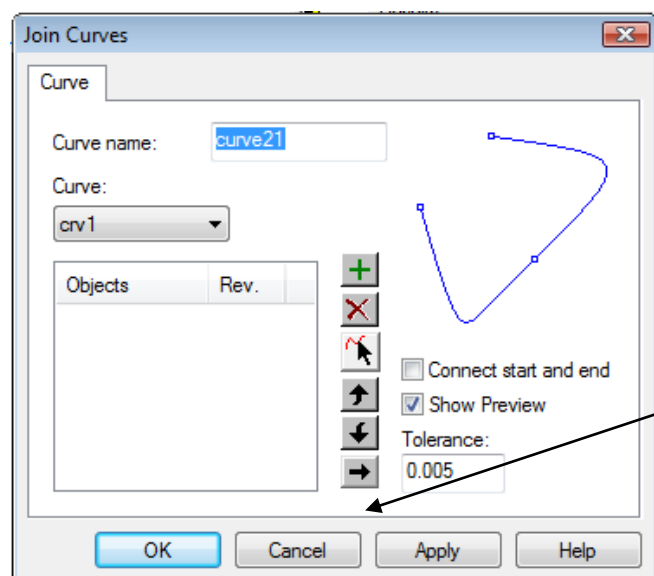 Join Curves
Curve
Curve name: curve21
Curve:
crv1
Objects Rev.
Connect start and end
Show Preview
Tolerance:
0.005
OK Cancel Apply Help